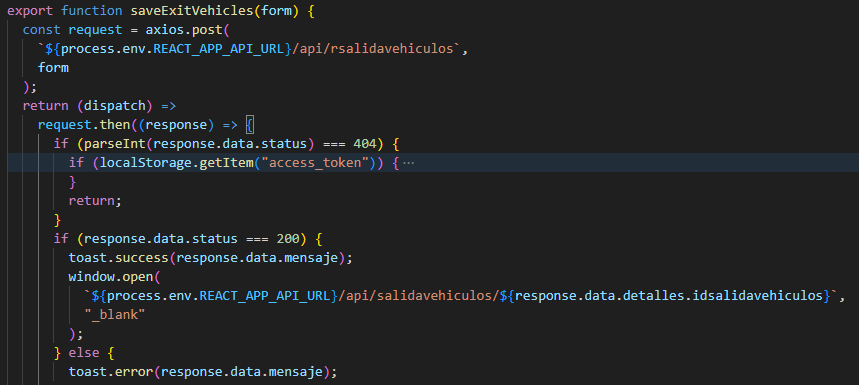 export function saveExitVehicles(form) {
const request = axios.post(
`${process.env.REACT_APP_API_URL}/api/rsalidavehiculos`,
form
);
return (dispatch) =>
request.then((response) => {
if (parseInt(response.data.status) === 404) {
if (localStorage.getItem("access_token")) {···
}
return;
}
if (response.data.status === 200) {
toast.success(response.data.mensaje);
window.open(
`${process.env.REACT_APP_API_URL}/api/salidavehiculos/${response.data.detalles.idsalidavehiculos}`,
"_blank"
);
} else {
toast.error(response.data.mensaje);